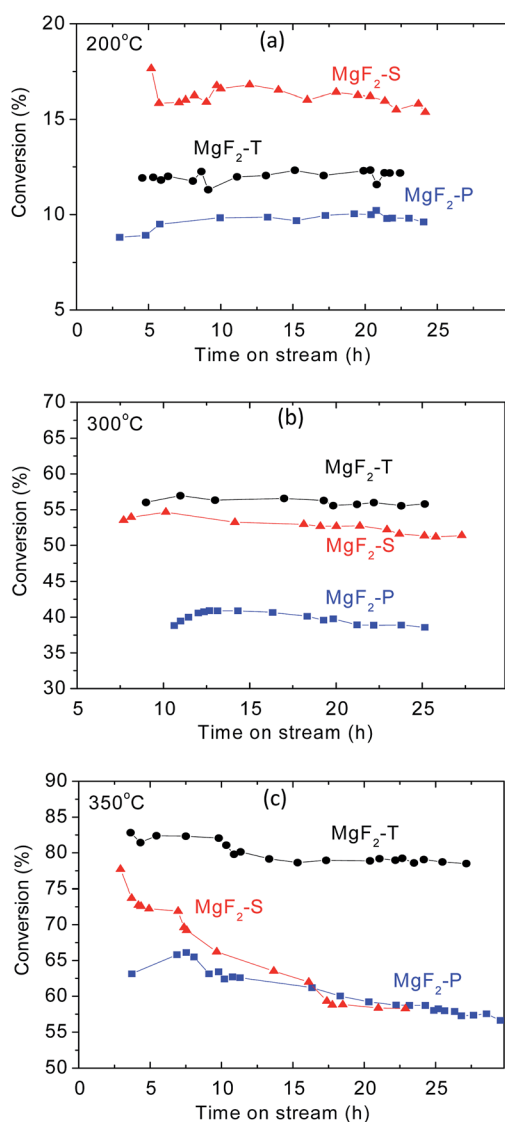 200°C
(a)
MgF₂-S
MgF₂-T
MgF₂-P
Conversion (%)
20
15
10
5
0
5
10
15
20
25
Time on stream (h)
300°C
(b)
MgF₂-T
MgF₂-S
MgF₂-P
Conversion (%)
70
65
60
55
50
45
40
35
30
5
10
15
20
25
Time on stream (h)
350°C
(c)
MgF₂-T
MgF₂-S
MgF₂-P
Conversion (%)
90
85
80
75
70
65
60
55
50
0
5
10
15
20
25
Time on stream (h)